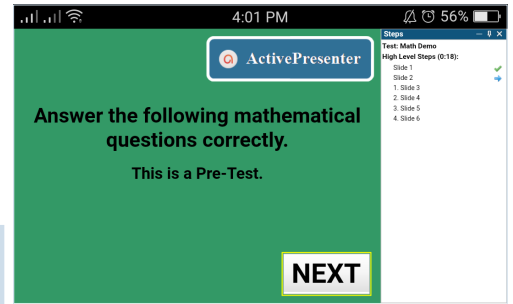 4:01 PM
56%
ActivePresenter
Answer the following mathematical
questions correctly.
This is a Pre-Test.
NEXT
Steps
Test: Math Demo
High Level Steps (0:18):
Slide 1
Slide 2
1. Slide 3
2. Slide 4
3. Slide 5
4. Slide 6